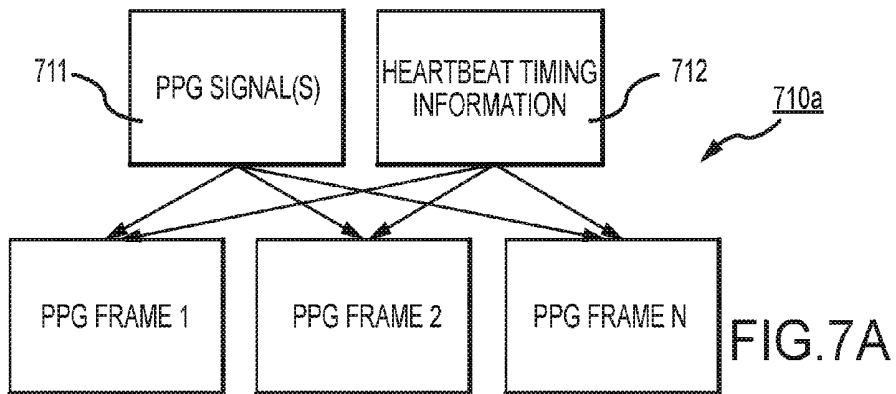 711
PPG SIGNAL(S)
HEARTBEAT TIMING
INFORMATION
712
710a
PPG FRAME 1
PPG FRAME 2
PPG FRAME N
FIG.7A